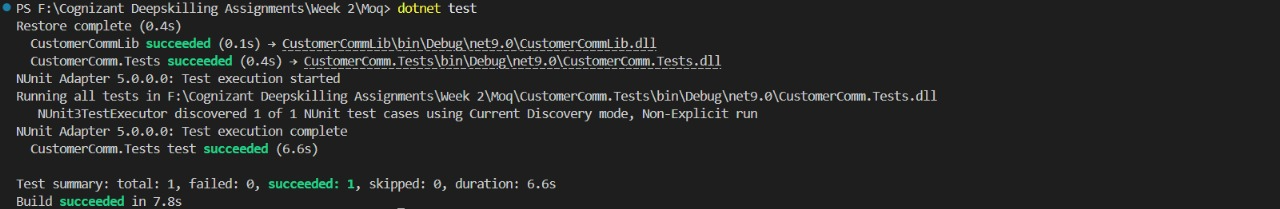 PS F:\Cognizant Deepskilling Assignments\Week 2\Moq> dotnet test
Restore complete (0.4s)
CustomerCommLib succeeded (0.1s) → CustomerCommLib\bin\Debug\net9.0\CustomerCommLib.dll
CustomerComm.Tests succeeded (0.4s) → CustomerComm.Tests\bin\Debug\net9.0\CustomerComm.Tests.dll
NUnit Adapter 5.0.0.0: Test execution started
Running all tests in F:\Cognizant Deepskilling Assignments\Week 2\Moq\CustomerComm.Tests\bin\Debug\net9.0\CustomerComm.Tests.dll
NUnit3TestExecutor discovered 1 of 1 NUnit test cases using Current Discovery mode, Non-Explicit run
NUnit Adapter 5.0.0.0: Test execution complete
CustomerComm.Tests test succeeded (6.6s)
Test summary: total: 1, failed: 0, succeeded: 1, skipped: 0, duration: 6.6s
Build succeeded in 7.8s